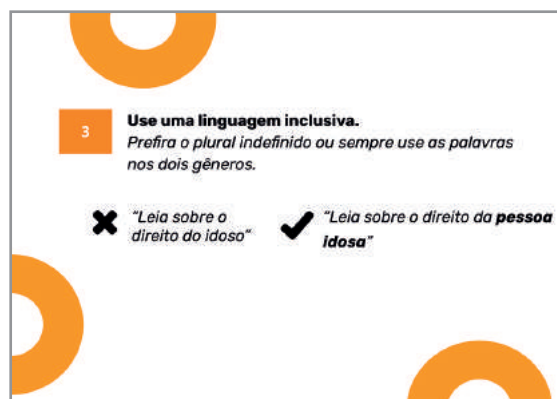 3
Use uma linguagem inclusiva.
Prefira o plural indefinido ou sempre use as palavras
nos dois gêneros.
"Leia sobre o
direito do idoso"
"Leia sobre o direito da pessoa
idosa"